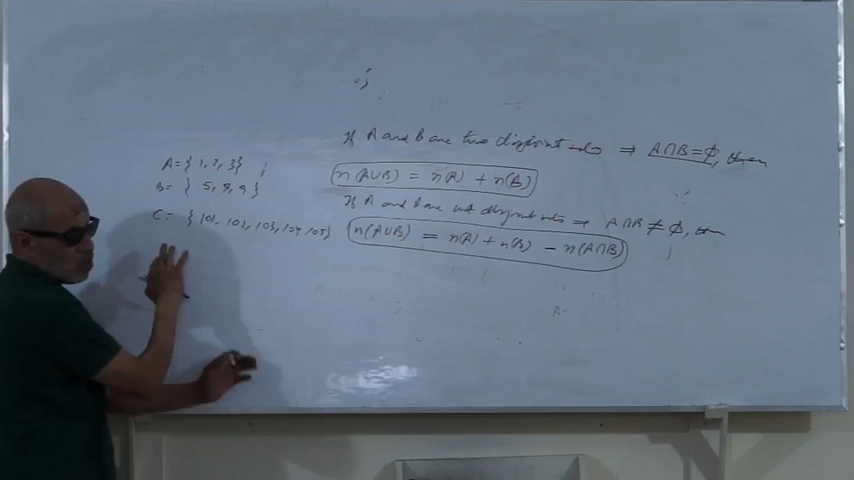 If A and B are two disjoint sets ⇒ A∩B = ϕ, then
n(A∪B) = n(A) + n(B)
If A and B are not disjoint sets ⇒ A∩B ≠ ϕ, then
n(A∪B) = n(A) + n(B) − n(A∩B)
A = {1, 2, 3}
B = { 5, 7, 9 }
C = { 101, 102, 103, 104, 105}
A